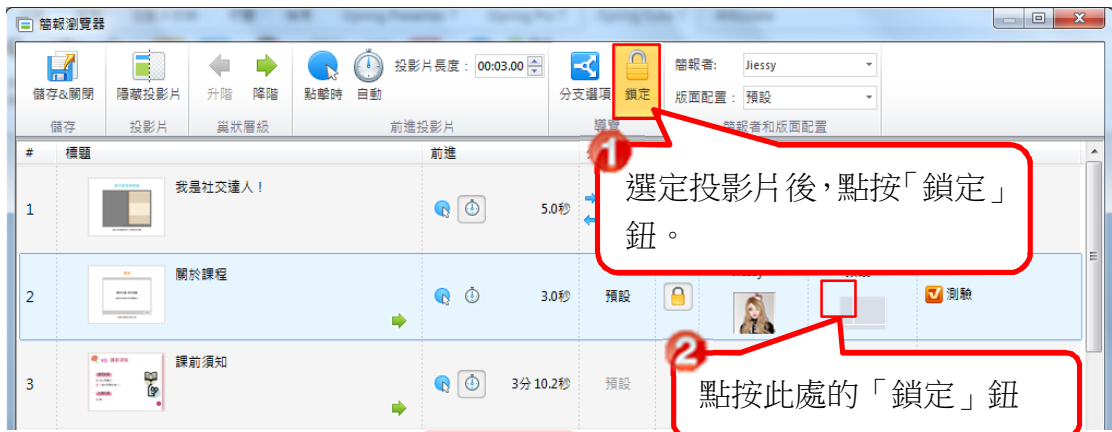 簡報瀏覽器
儲存&關閉 隱藏投影片 升階 降階 點擊時 自動 投影片長度: 00:03.00 分支選項 鎖定 簡報者: Jiessy
版面配置: 預設
儲存 投影片 巢狀層級 前進投影片 導覽 簡報者和版面配置
# 標題 前進
1 我是社交達人! 5.0秒
1
選定投影片後,點按「鎖定」
鈕。
2 關於課程 3.0秒 預設 測驗
2
點按此處的「鎖定」鈕
3 課前須知 3分 10.2秒 預設